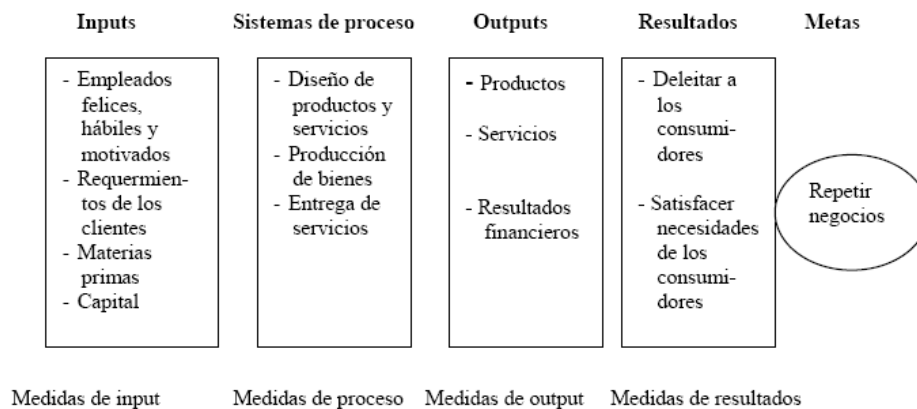 Inputs
Sistemas de proceso
Outputs
Resultados
Metas
- Empleados
felices,
hábiles y
motivados
- Requermien-
tos de los
clientes
- Materias
primas
- Capital
- Diseño de
productos y
servicios
- Producción
de bienes
- Entrega de
servicios
- Productos
- Servicios
- Resultados
financieros
- Deleitar a
los
consumi-
dores
- Satisfacer
necesidades
de los
consumidores
Repetir
negocios
Medidas de input
Medidas de proceso
Medidas de output
Medidas de resultados